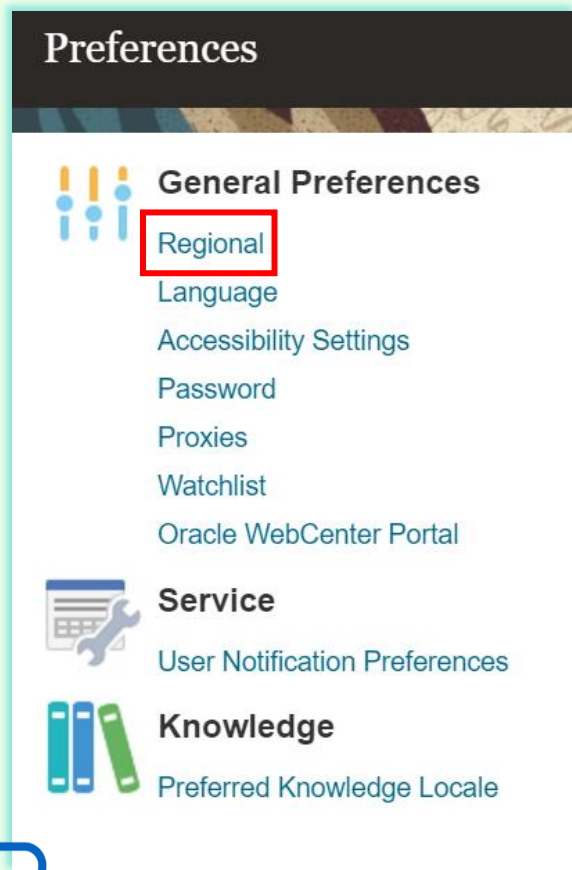 Preferences
General Preferences
Regional
Language
Accessibility Settings
Password
Proxies
Watchlist
Oracle WebCenter Portal
Service
User Notification Preferences
Knowledge
Preferred Knowledge Locale